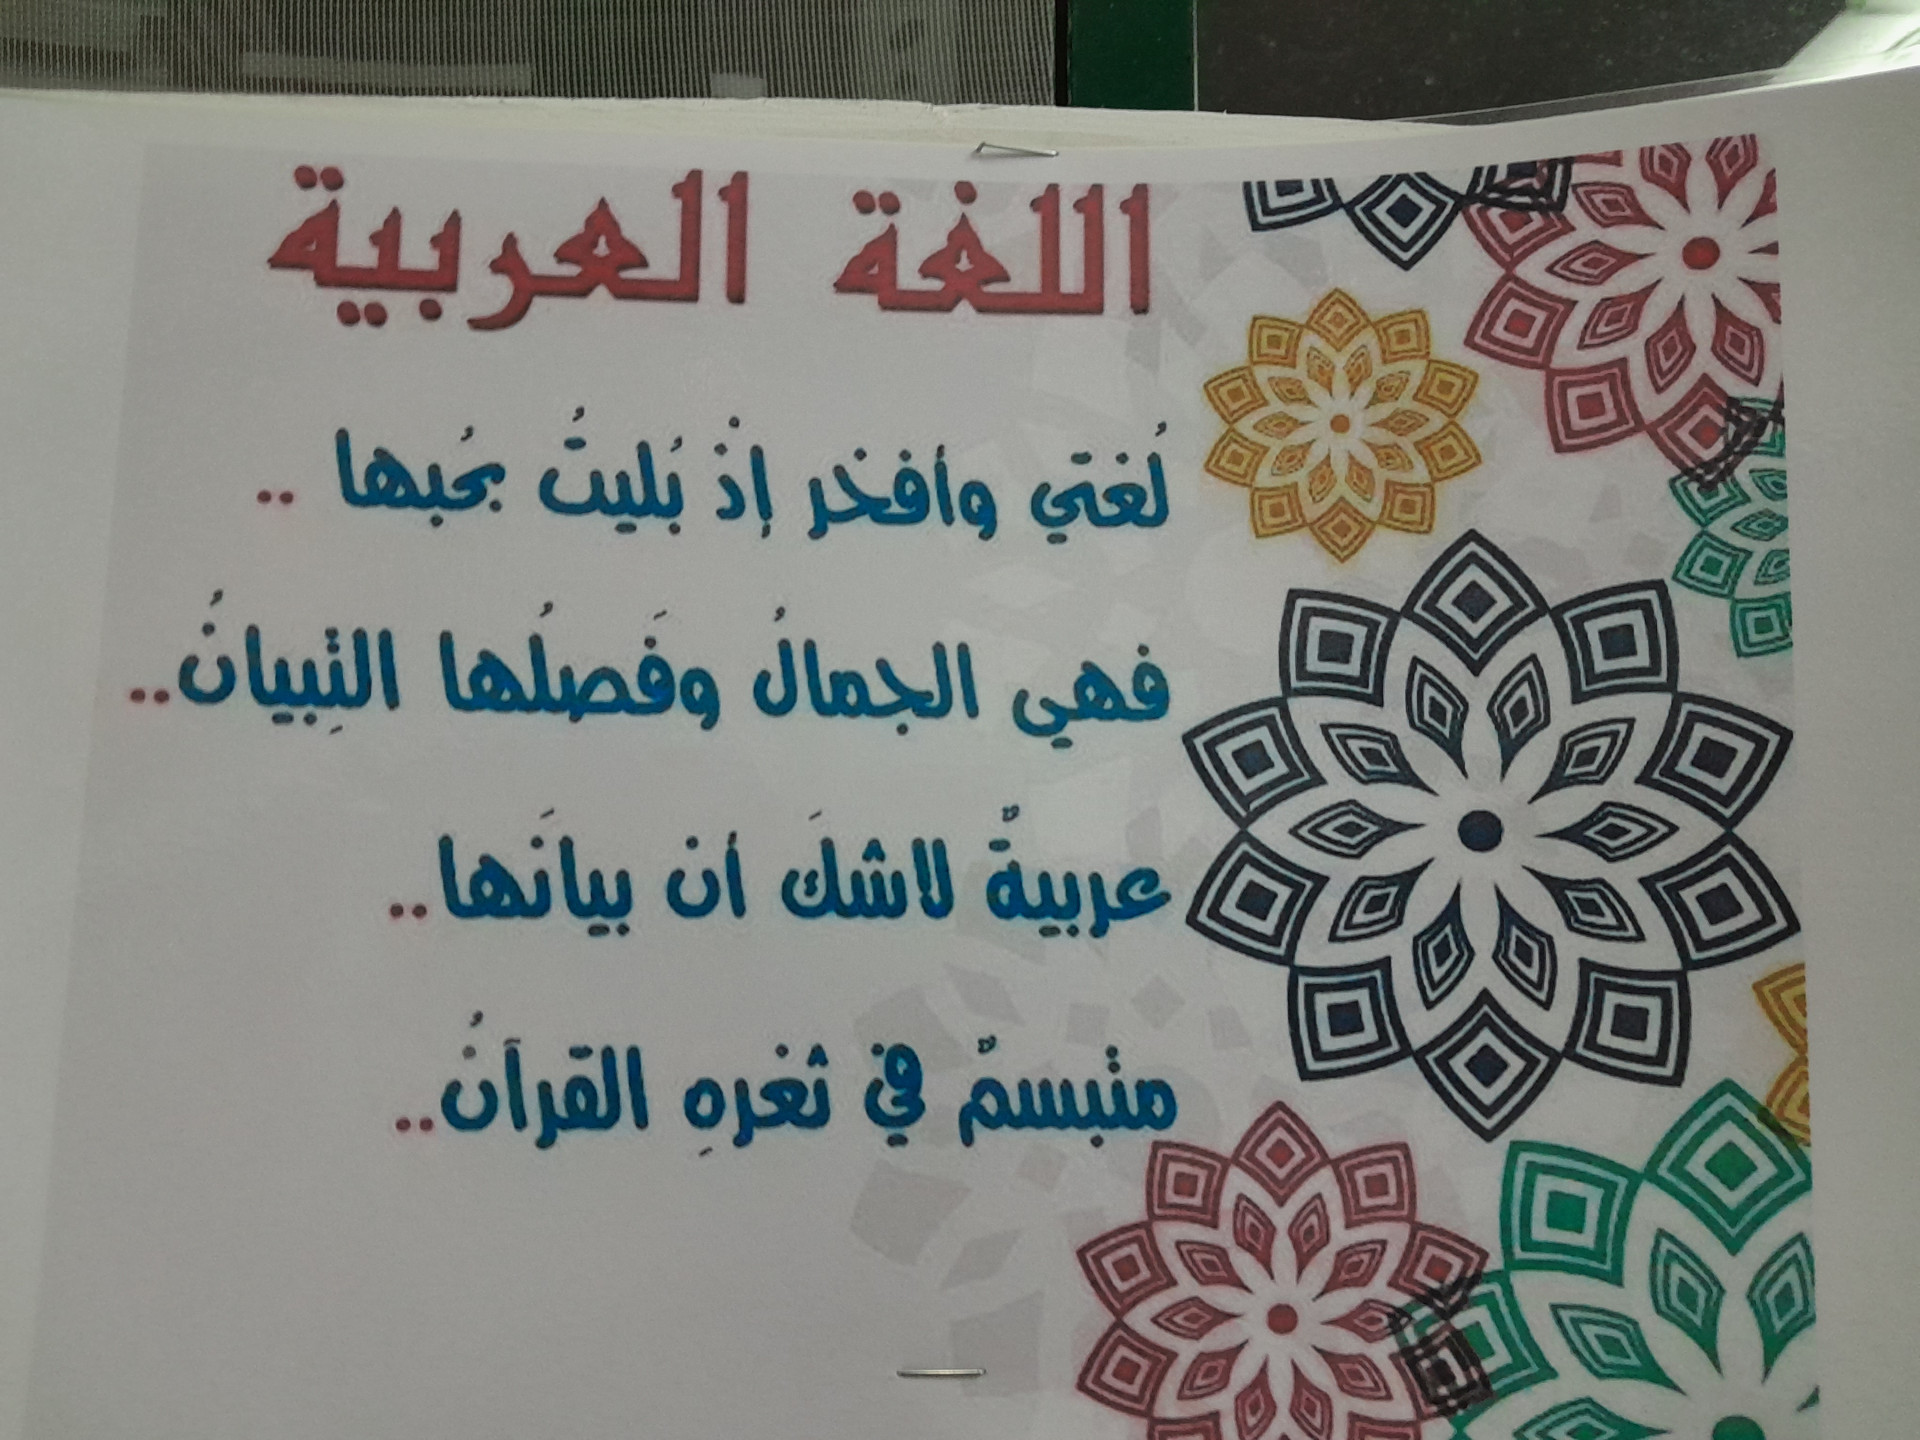 اللغة العربية
لُغتي وأفخر إذْ بُليتُ بحُبها ..
فهي الجمالُ وفَصلُها التِبيانُ..
عربيةٌ لاشكَ أن بيانَها..
متبسمٌ في ثغرهِ القرآنُ..